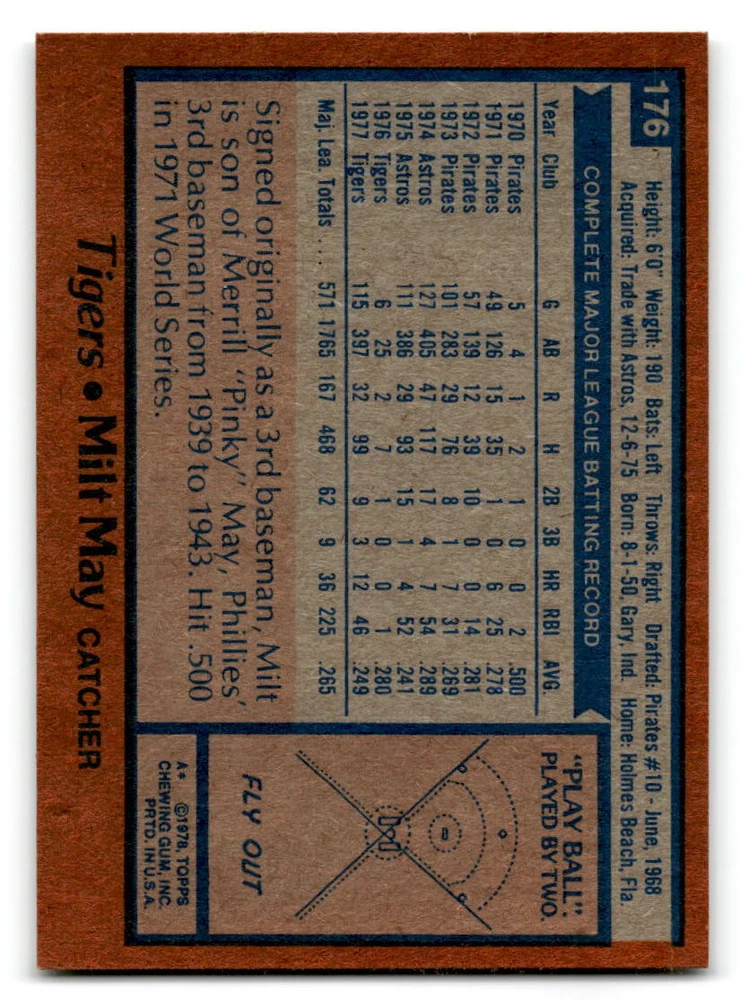 176
Height: 6'0" Weight: 190 Bats: Left Throws: Right Drafted: Pirates #10 - June, 1968
Acquired: Trade with Astros, 12-6-75 Born: 8-1-50, Gary, Ind. Home: Holmes Beach, Fla.
COMPLETE MAJOR LEAGUE BATTING RECORD
Year Club G AB R H 2B 3B HR RBI AVG.
1970 Pirates 5 4 1 2 1 0 0 2 .500
1971 Pirates 49 126 15 35 1 0 6 25 .278
1972 Pirates 57 139 12 39 10 0 0 14 .281
1973 Pirates 101 283 29 76 8 1 7 31 .269
1974 Astros 127 405 47 117 17 4 7 54 .289
1975 Astros 111 386 29 93 15 1 4 52 .241
1976 Tigers 6 25 2 7 1 0 0 1 .280
1977 Tigers 115 397 32 99 9 3 12 46 .249
Maj. Lea. Totals .... 571 1765 167 468 62 9 36 225 .265
Signed originally as a 3rd baseman, Milt
is son of Merrill "Pinky" May, Phillies'
3rd baseman from 1939 to 1943. Hit .500
in 1971 World Series.
"PLAY BALL":
PLAYED BY TWO.
FLY OUT
A* ©1978, TOPPS
CHEWING GUM, INC.
PRTD. IN U.S.A.
Tigers • Milt May CATCHER